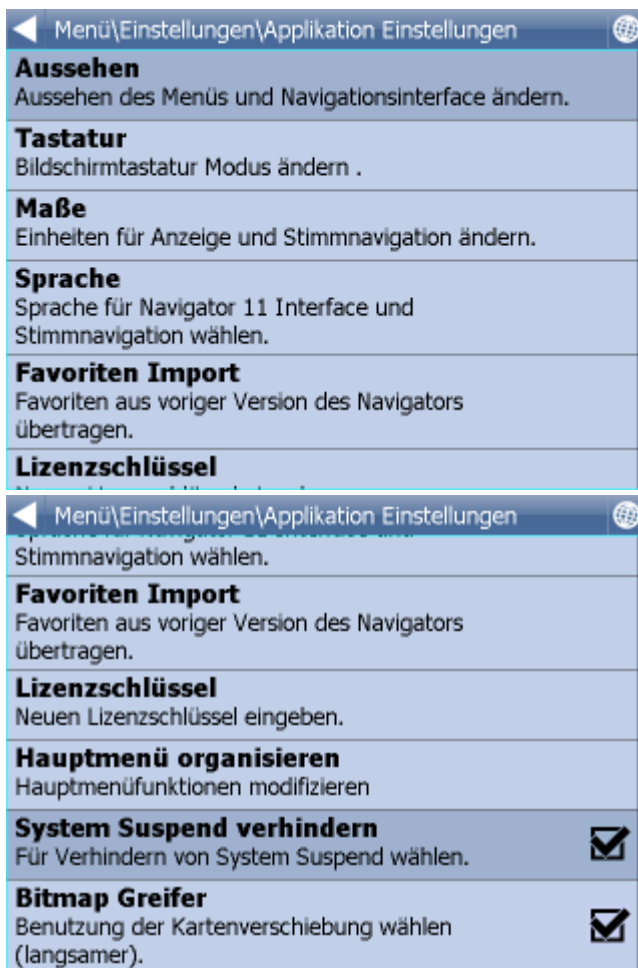 Menü\Einstellungen\Applikation Einstellungen
Aussehen
Aussehen des Menüs und Navigationsinterface ändern.
Tastatur
Bildschirmtastatur Modus ändern .
Maße
Einheiten für Anzeige und Stimmnavigation ändern.
Sprache
Sprache für Navigator 11 Interface und
Stimmnavigation wählen.
Favoriten Import
Favoriten aus voriger Version des Navigators
übertragen.
Lizenzschlüssel
Menü\Einstellungen\Applikation Einstellungen
Stimmnavigation wählen.
Favoriten Import
Favoriten aus voriger Version des Navigators
übertragen.
Lizenzschlüssel
Neuen Lizenzschlüssel eingeben.
Hauptmenü organisieren
Hauptmenüfunktionen modifizieren
System Suspend verhindern
Für Verhindern von System Suspend wählen.
Bitmap Greifer
Benutzung der Kartenverschiebung wählen
(langsamer).